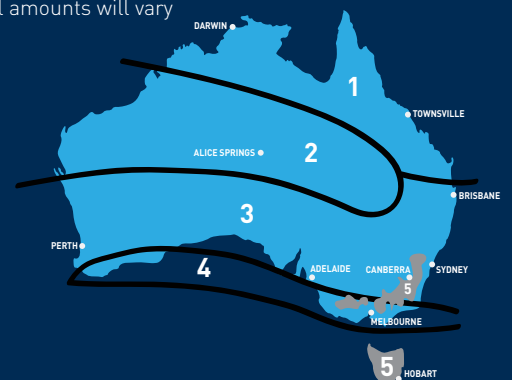 l amounts will vary
DARWIN
1
TOWNSVILLE
ALICE SPRINGS
2
BRISBANE
3
PERTH
4
ADELAIDE
CANBERRA
SYDNEY
5
MELBOURNE
5
HOBART